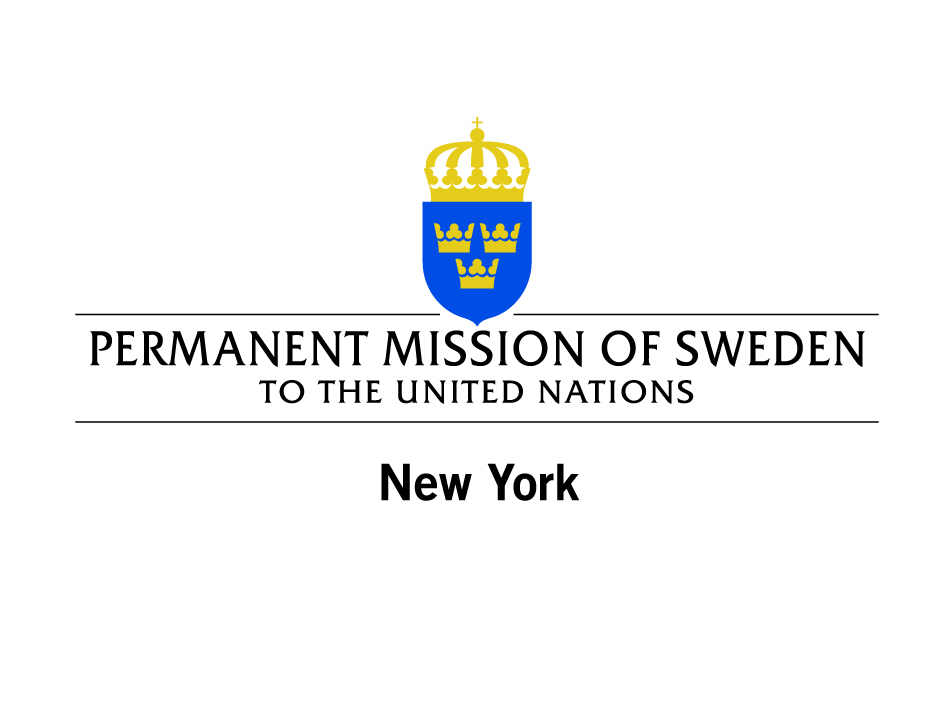 PERMANENT MISSION OF SWEDEN
TO THE UNITED NATIONS
New York